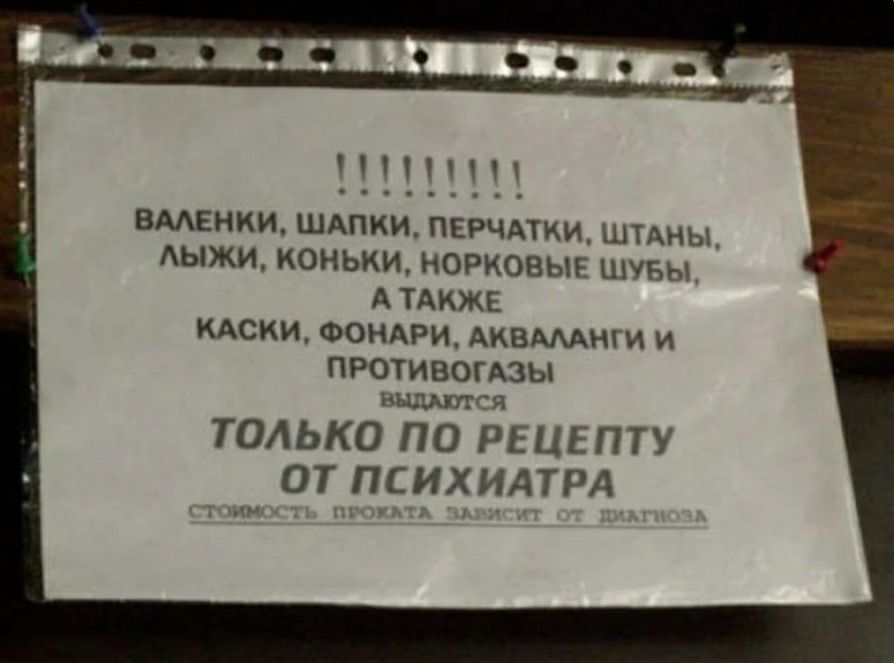 !!!!!!!!!
ВАЛЕНКИ, ШАПКИ, ПЕРЧАТКИ, ШТАНЫ,
ЛЫЖИ, КОНЬКИ, НОРКОВЫЕ ШУБЫ,
А ТАКЖЕ
КАСКИ, ФОНАРИ, АКВАЛАНГИ И
ПРОТИВОГАЗЫ
ВЫДАЮТСЯ
ТОЛЬКО ПО РЕЦЕПТУ
ОТ ПСИХИАТРА
СТОИМОСТЬ ПРОКАТА ЗАВИСИТ ОТ ДИАГНОЗА